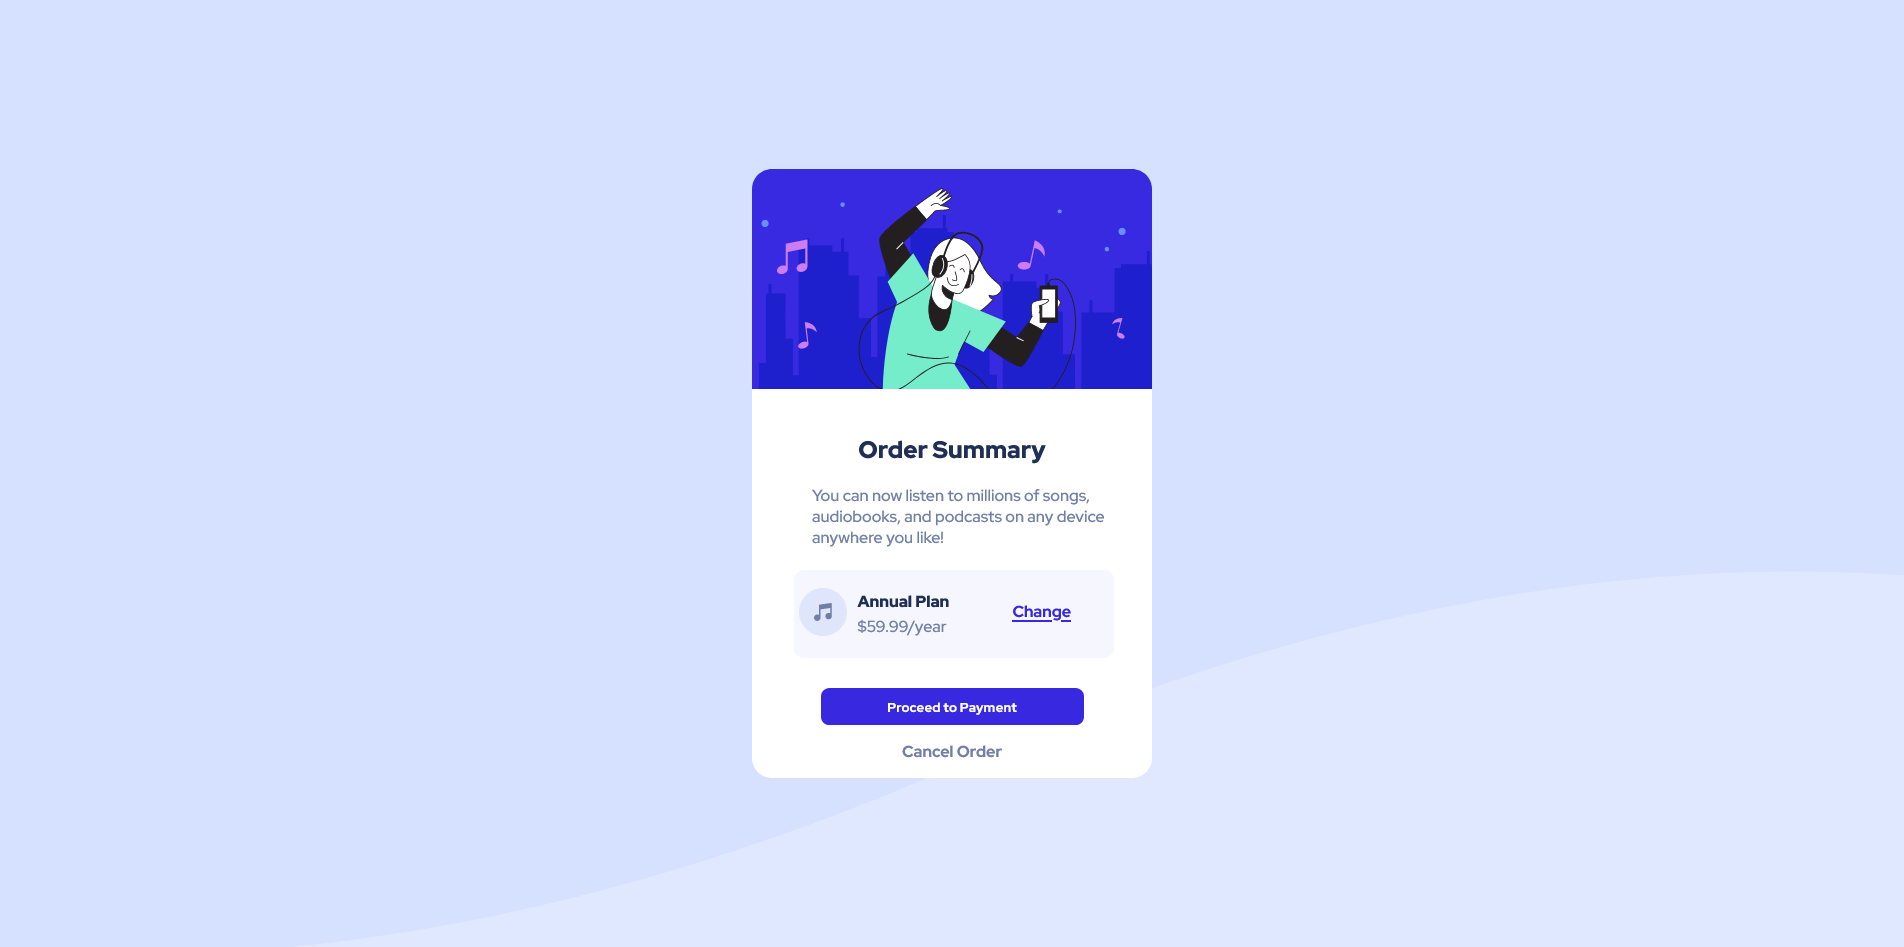 Order Summary
You can now listen to millions of songs,
audiobooks, and podcasts on any device
anywhere you like!
Annual Plan
$59.99/year
Change
Proceed to Payment
Cancel Order